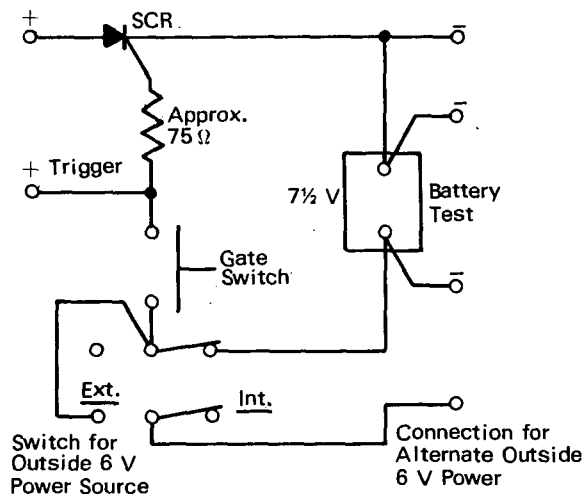 +
SCR
−
Approx.
75 Ω
−
+ Trigger
7½ V
Battery
Test
Gate
Switch
−
Ext.
Int.
Switch for
Outside 6 V
Power Source
Connection for
Alternate Outside
6 V Power